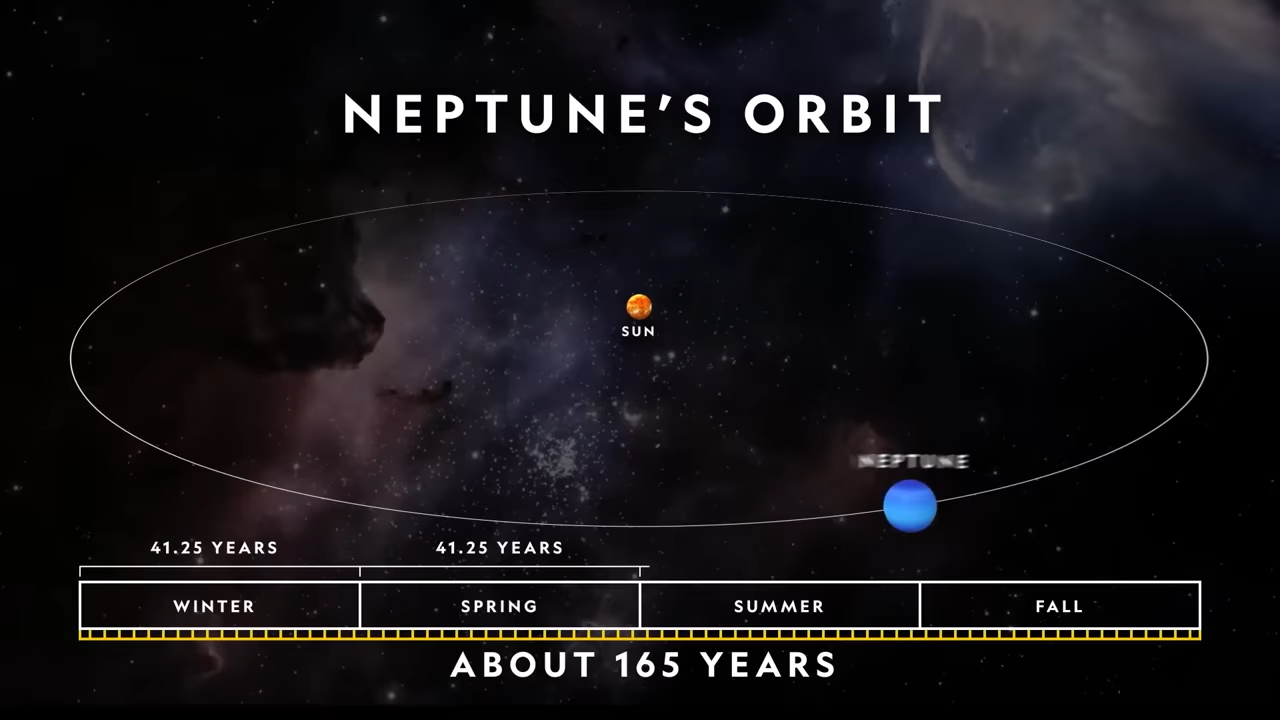 NEPTUNE’S ORBIT
SUN
NEPTUNE
41.25 YEARS 41.25 YEARS
WINTER SPRING SUMMER FALL
ABOUT 165 YEARS